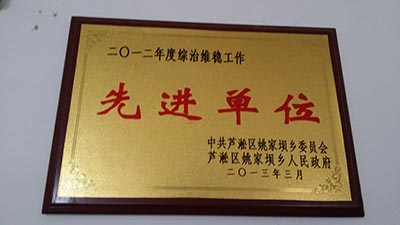 二〇一二年度综治维稳工作
先进单位
中共芦淞区姚家坝乡委员会
芦淞区姚家坝乡人民政府
二〇一三年三月